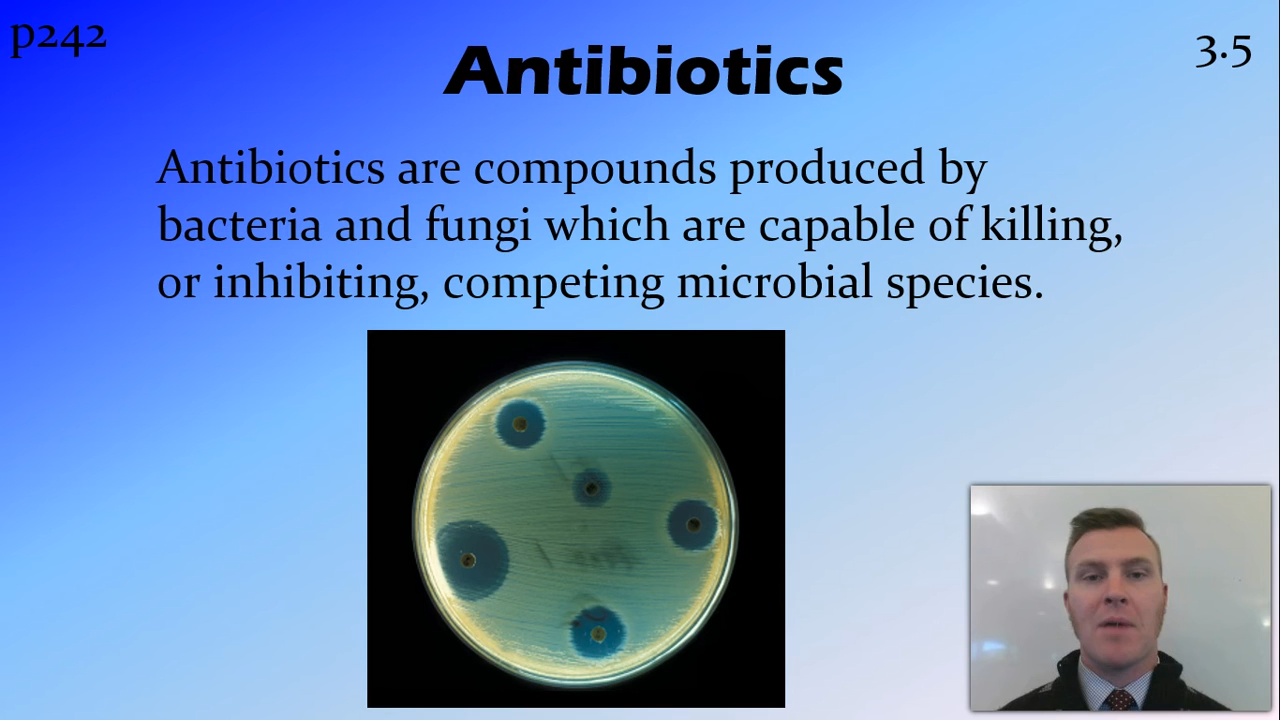 p242
3.5
Antibiotics
Antibiotics are compounds produced by
bacteria and fungi which are capable of killing,
or inhibiting, competing microbial species.